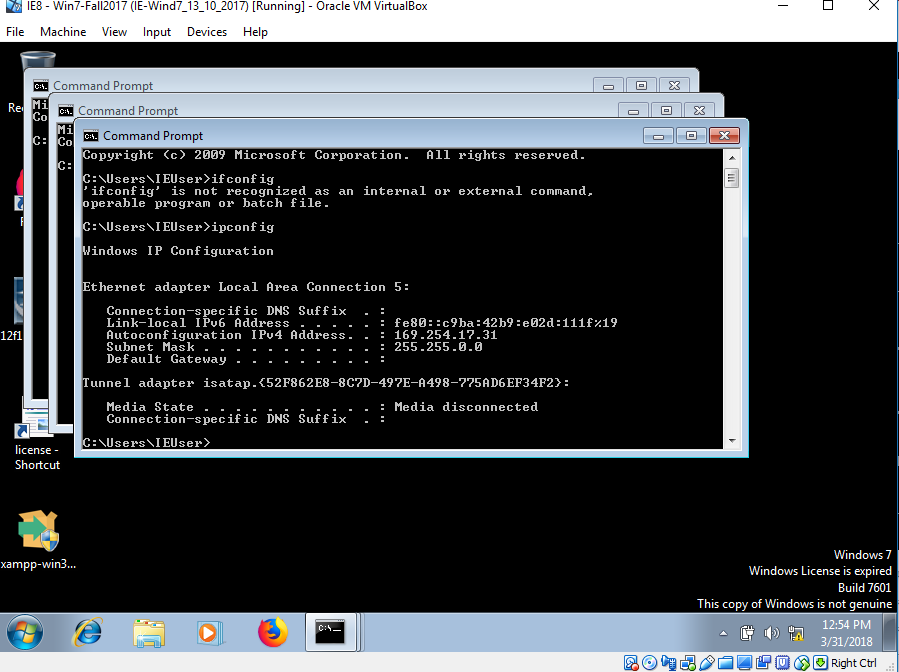 IE8 - Win7-Fall2017 (IE-Wind7_13_10_2017) [Running] - Oracle VM VirtualBox
File Machine View Input Devices Help
Command Prompt
Command Prompt
Command Prompt
Copyright (c) 2009 Microsoft Corporation.  All rights reserved.
C:\Users\IEUser>ifconfig
'ifconfig' is not recognized as an internal or external command,
operable program or batch file.
C:\Users\IEUser>ipconfig
Windows IP Configuration
Ethernet adapter Local Area Connection 5:
Connection-specific DNS Suffix  . :
Link-local IPv6 Address . . . . . : fe80::c9ba:42b9:e02d:111f%19
Autoconfiguration IPv4 Address. . : 169.254.17.31
Subnet Mask . . . . . . . . . . . : 255.255.0.0
Default Gateway . . . . . . . . . :
Tunnel adapter isatap.{52F862E8-8C7D-497E-A498-775AD6EF34F2}:
Media State . . . . . . . . . . . : Media disconnected
Connection-specific DNS Suffix  . :
C:\Users\IEUser>
license -
Shortcut
xampp-win3...
Windows 7
Windows License is expired
Build 7601
This copy of Windows is not genuine
12:54 PM
3/31/2018
Right Ctrl